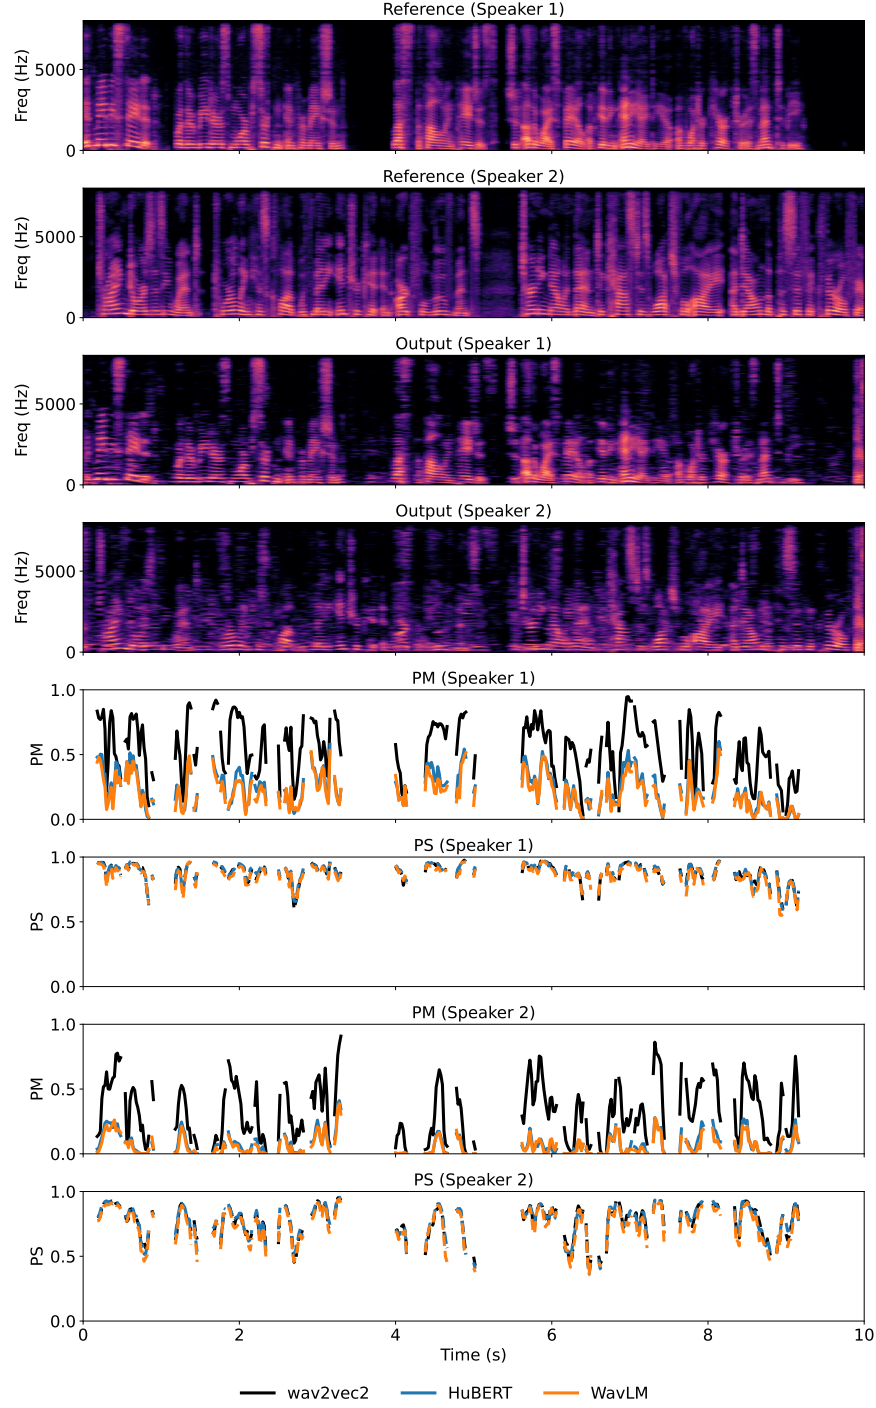 Reference (Speaker 1)
Freq (Hz)
5000
0
Reference (Speaker 2)
Freq (Hz)
5000
0
Output (Speaker 1)
Freq (Hz)
5000
0
Output (Speaker 2)
Freq (Hz)
5000
0
PM (Speaker 1)
PM
1.0
0.5
0.0
PS (Speaker 1)
PS
1.0
0.5
0.0
PM (Speaker 2)
PM
1.0
0.5
0.0
PS (Speaker 2)
PS
1.0
0.5
0.0
0 2 4 6 8 10
Time (s)
wav2vec2 HuBERT WavLM